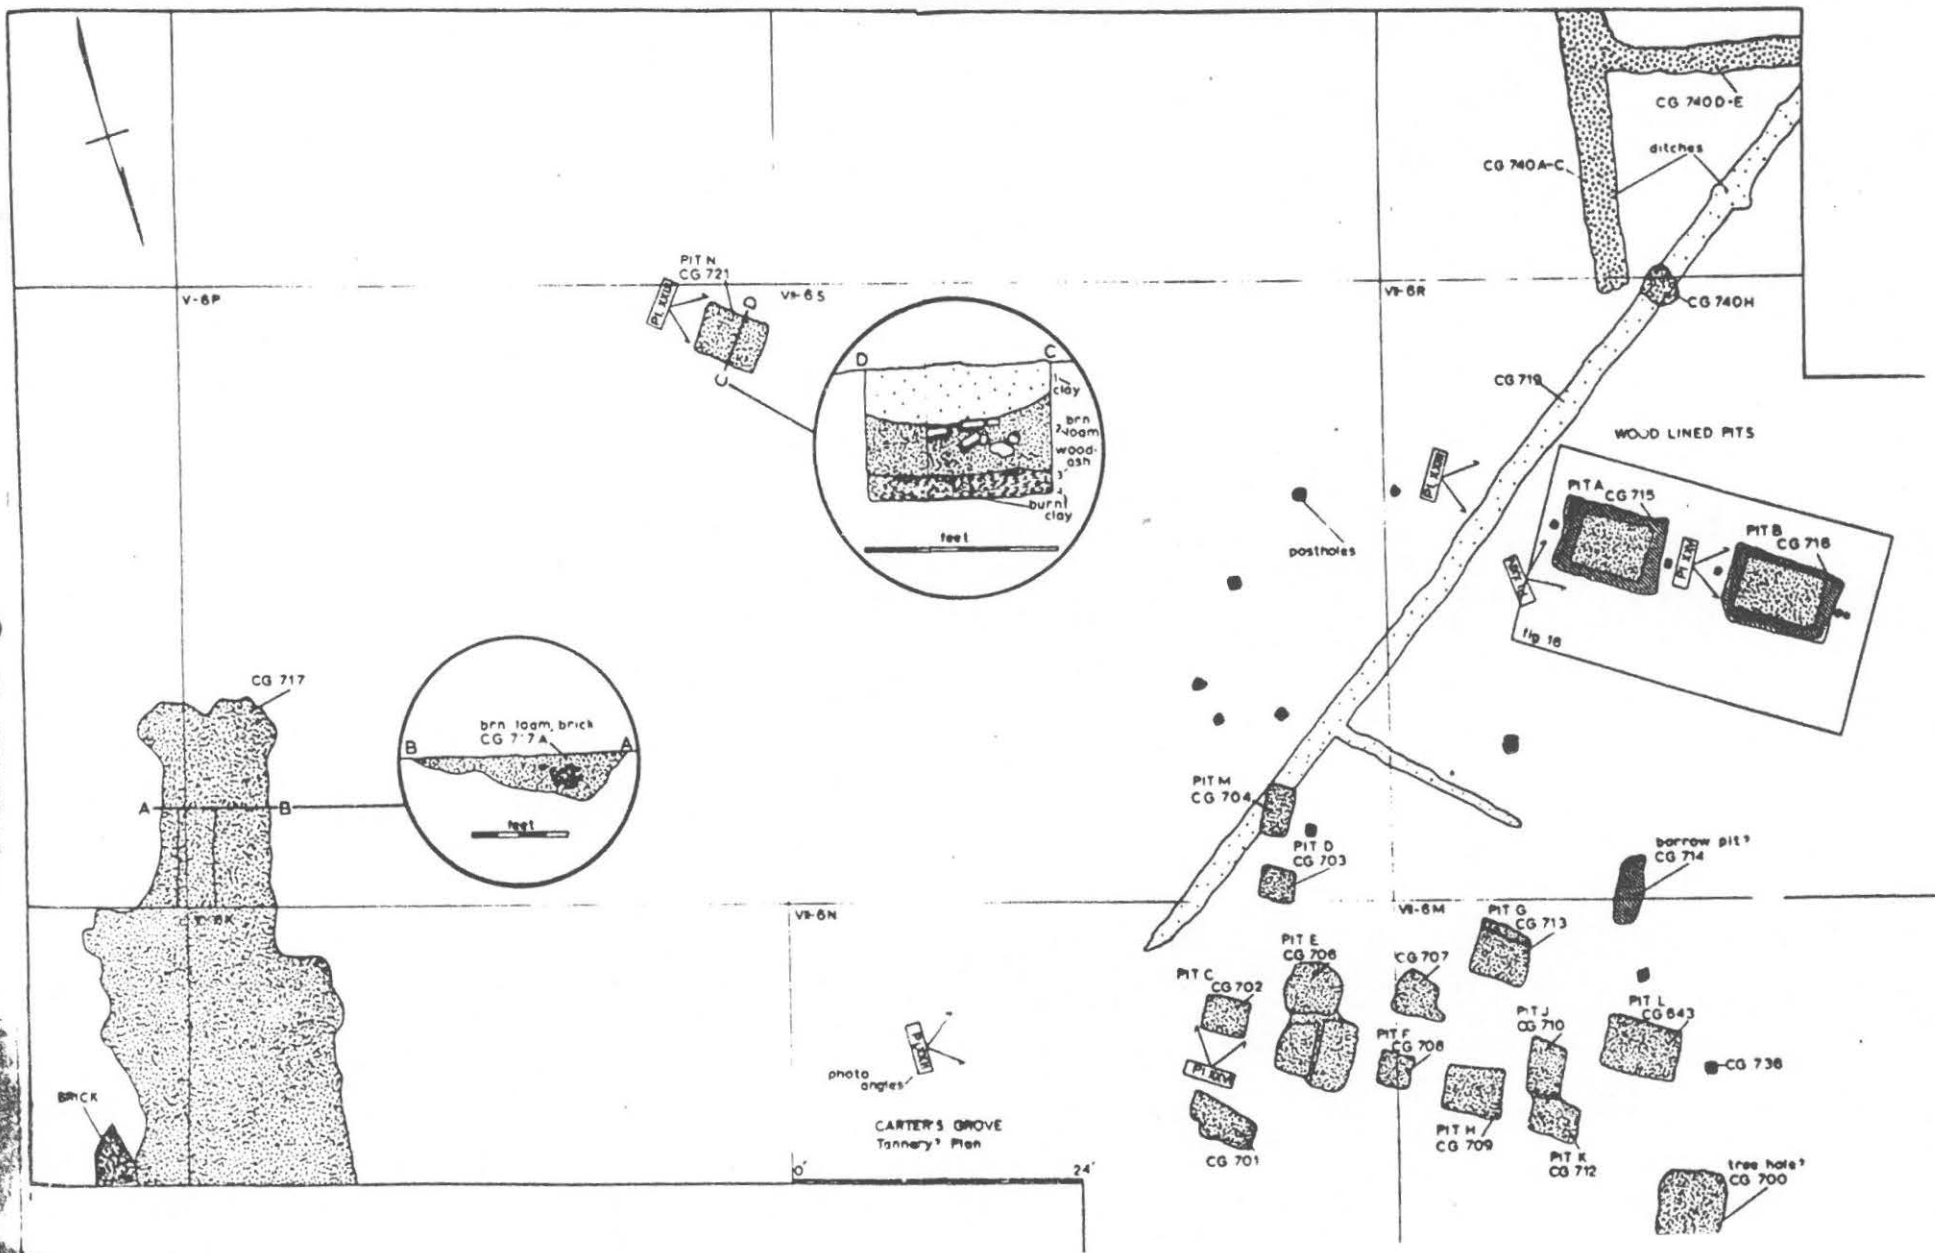 CG 740D-E
ditches
CG 740A-C
PIT N
CG 721
V-6P
VII-6S
VII-6R
CG 740H
D
C
D
C
1
clay
brn
2
loam
wood-
ash
3
burnt
clay
feet
CG 719
WOOD LINED PITS
PIT A
CG 715
PIT B
CG 716
fig 16
postholes
CG 717
brn loam, brick
CG 717A
B
A
A
B
feet
PIT M
CG 704
PIT D
CG 703
borrow pit?
CG 714
VII-6N
VII-6M
PIT G
CG 713
PIT E
CG 706
CG 707
PIT C
CG 702
PIT L
CG 643
PIT J
CG 710
PIT F
CG 708
CG 736
photo
angles
BRICK
CARTER'S GROVE
Tannery? Plan
PIT H
CG 709
CG 701
PIT K
CG 712
tree hole?
CG 700
0'
24'